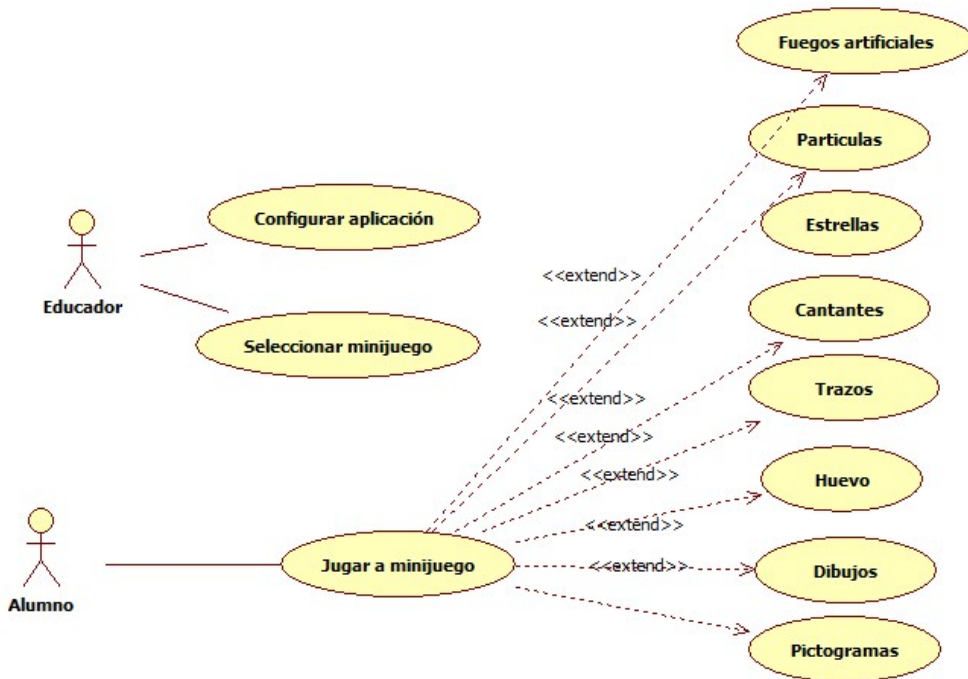 Fuegos artificiales
Particulas
Estrellas
Configurar aplicación
Educador
<<extend>>
Cantantes
<<extend>>
Seleccionar minijuego
Trazos
<<extend>>
<<extend>>
<<extend>>
Huevo
<<extend>>
Alumno
Jugar a minijuego
<<extend>>
Dibujos
Pictogramas